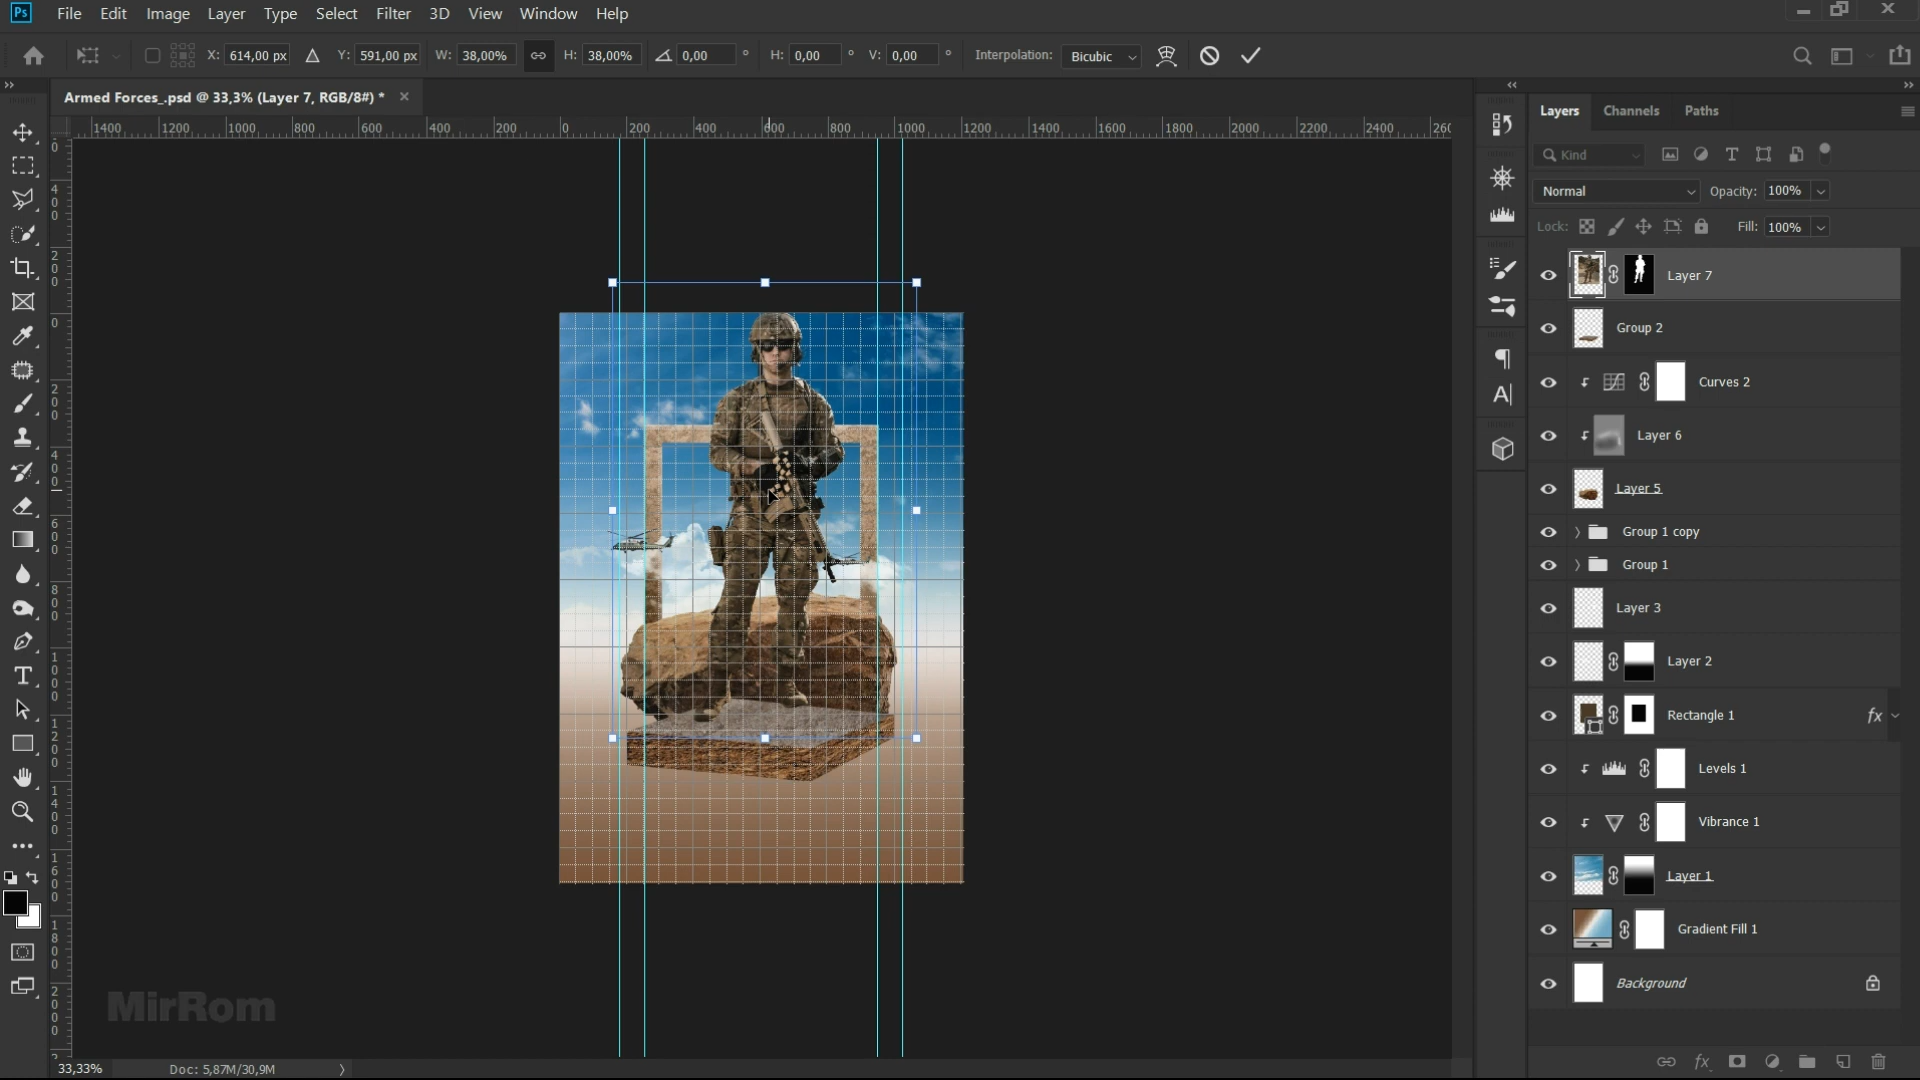 Ps File Edit Image Layer Type Select Filter 3D View Window Help
X: 614,00 px Y: 591,00 px W: 38,00% H: 38,00% 0,00 ° H: 0,00 ° V: 0,00 ° Interpolation: Bicubic
Armed Forces_.psd @ 33,3% (Layer 7, RGB/8#) * ×
1400 1200 1000 800 600 400 200 0 200 400 600 800 1000 1200 1400 1600 1800 2000 2200 2400
Layers Channels Paths
Kind
Normal Opacity: 100%
Lock: Fill: 100%
Layer 7
Group 2
Curves 2
Layer 6
Layer 5
Group 1 copy
Group 1
Layer 3
Layer 2
Rectangle 1 fx
Levels 1
Vibrance 1
Layer 1
Gradient Fill 1
Background
MirRom
33,33% Doc: 5,87M/30,9M
fx